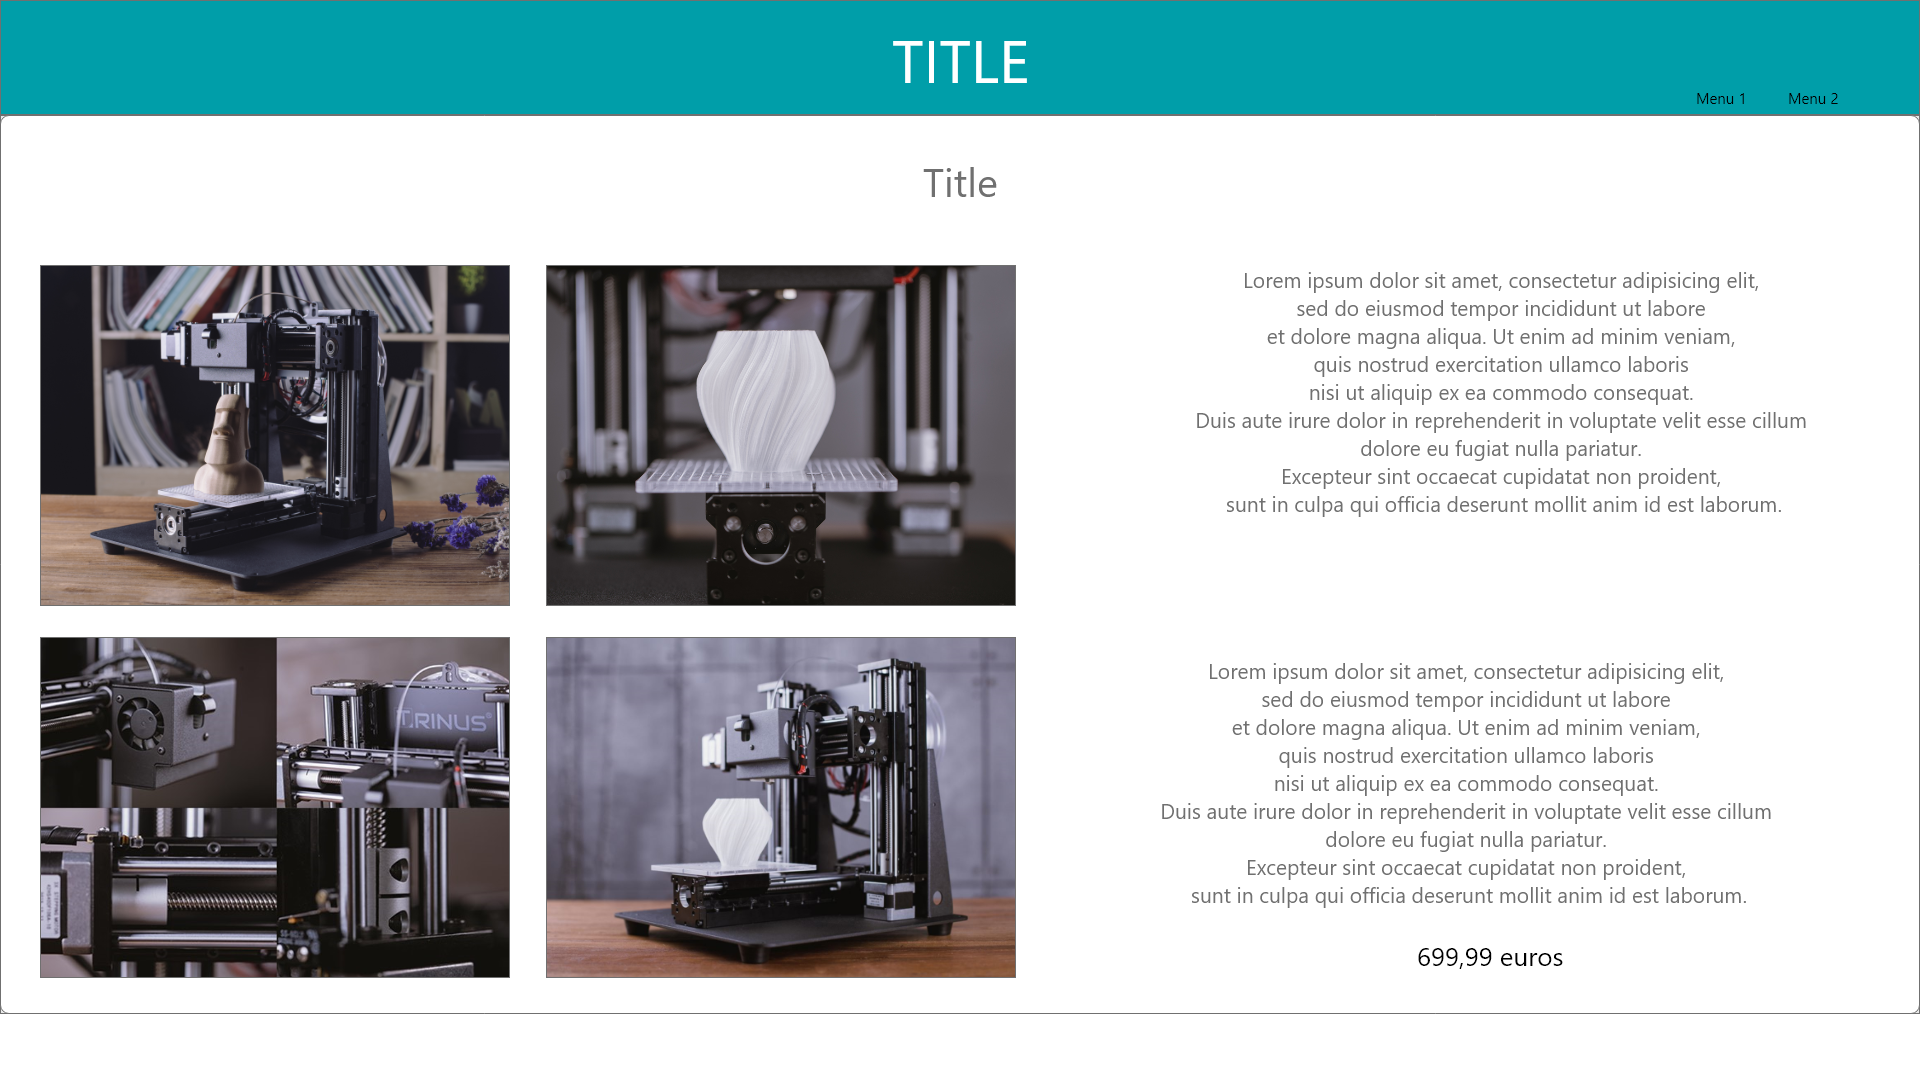 TITLE
Menu 1 Menu 2
Title
Lorem ipsum dolor sit amet, consectetur adipisicing elit,
sed do eiusmod tempor incididunt ut labore
et dolore magna aliqua. Ut enim ad minim veniam,
quis nostrud exercitation ullamco laboris
nisi ut aliquip ex ea commodo consequat.
Duis aute irure dolor in reprehenderit in voluptate velit esse cillum
dolore eu fugiat nulla pariatur.
Excepteur sint occaecat cupidatat non proident,
sunt in culpa qui officia deserunt mollit anim id est laborum.
T.RINUS®
Lorem ipsum dolor sit amet, consectetur adipisicing elit,
sed do eiusmod tempor incididunt ut labore
et dolore magna aliqua. Ut enim ad minim veniam,
quis nostrud exercitation ullamco laboris
nisi ut aliquip ex ea commodo consequat.
Duis aute irure dolor in reprehenderit in voluptate velit esse cillum
dolore eu fugiat nulla pariatur.
Excepteur sint occaecat cupidatat non proident,
sunt in culpa qui officia deserunt mollit anim id est laborum.
699,99 euros